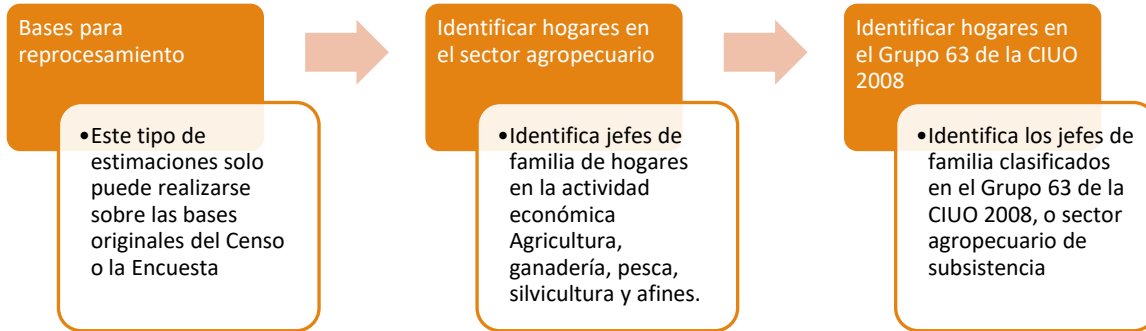 Bases para
reprocesamiento
•Este tipo de
estimaciones solo
puede realizarse
sobre las bases
originales del Censo
o la Encuesta
Identificar hogares en
el sector agropecuario
•Identifica jefes de
familia de hogares
en la actividad
económica
Agricultura,
ganadería, pesca,
silvicultura y afines.
Identificar hogares en
el Grupo 63 de la CIUO
2008
•Identifica los jefes de
familia clasificados
en el Grupo 63 de la
CIUO 2008, o sector
agropecuario de
subsistencia